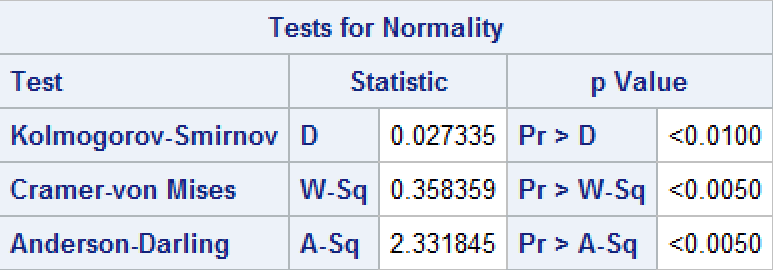 Tests for Normality
Test Statistic p Value
Kolmogorov-Smirnov D 0.027335 Pr > D <0.0100
Cramer-von Mises W-Sq 0.358359 Pr > W-Sq <0.0050
Anderson-Darling A-Sq 2.331845 Pr > A-Sq <0.0050